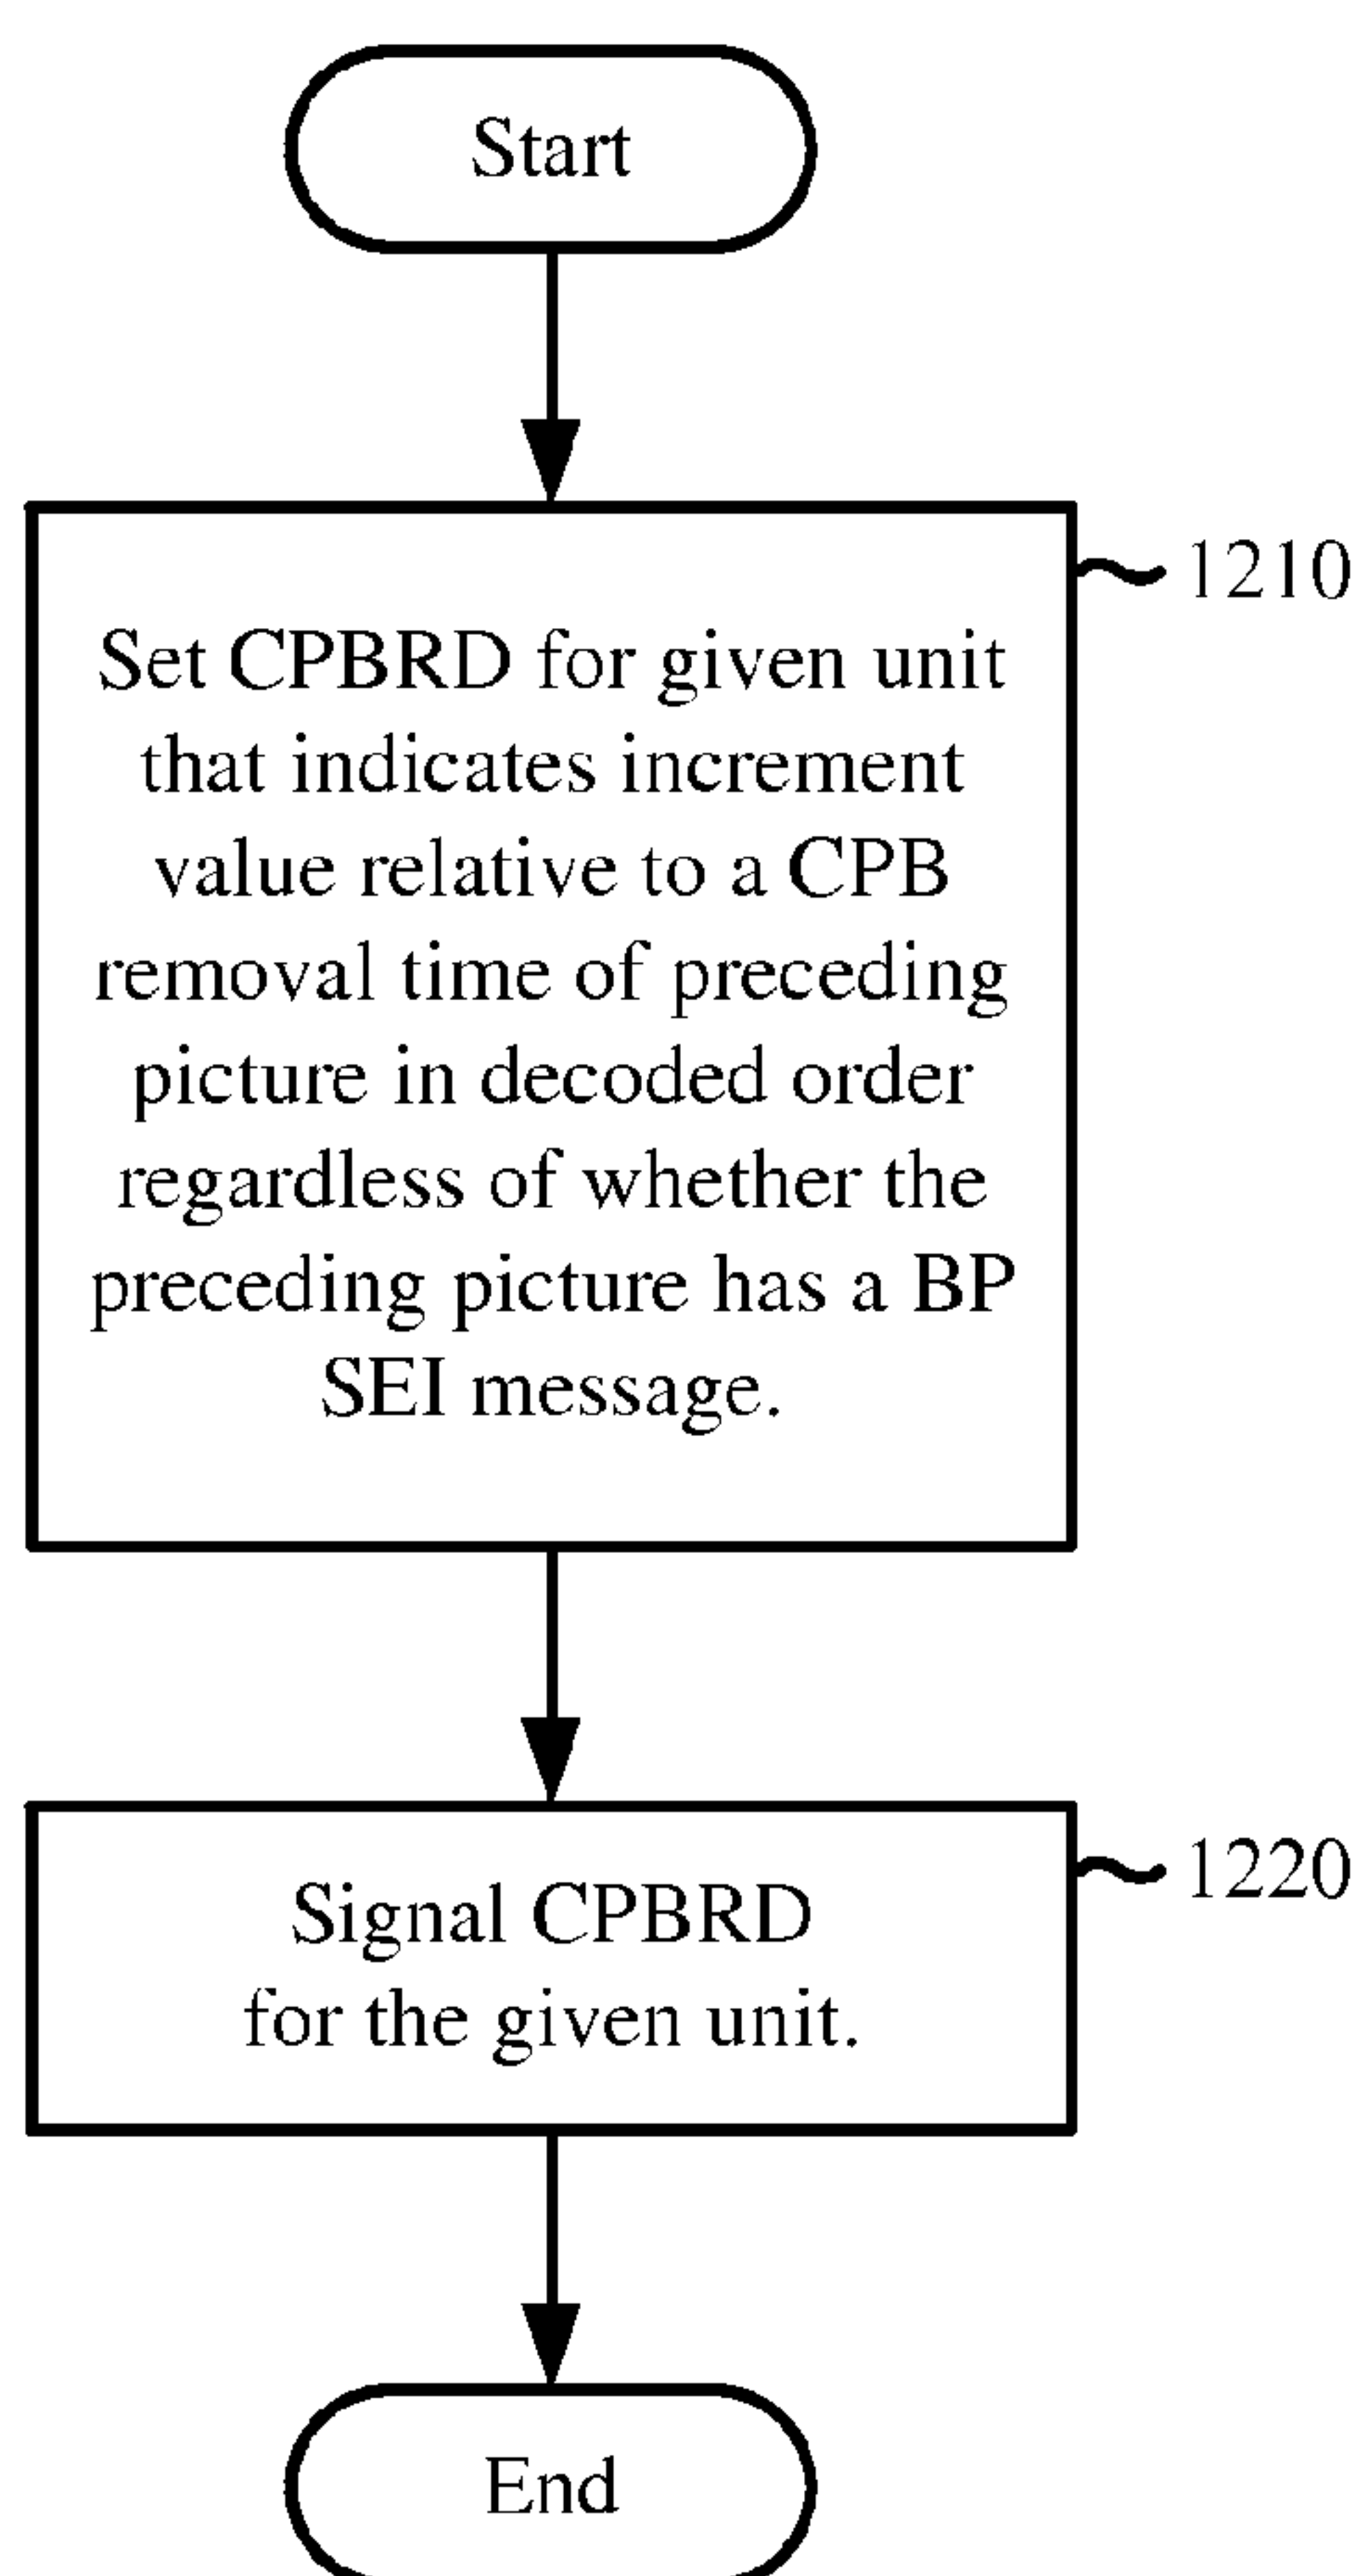 Start
1210
Set CPBRD for given unit
that indicates increment
value relative to a CPB
removal time of preceding
picture in decoded order
regardless of whether the
preceding picture has a BP
SEI message.
1220
Signal CPBRD
for the given unit.
End